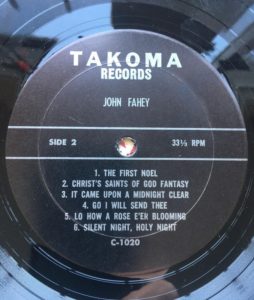 TAKOMA
RECORDS
JOHN FAHEY
SIDE 2 33⅓ RPM
1. THE FIRST NOEL
2. CHRIST'S SAINTS OF GOD FANTASY
3. IT CAME UPON A MIDNIGHT CLEAR
4. GO I WILL SEND THEE
5. LO HOW A ROSE E'ER BLOOMING
6. SILENT NIGHT, HOLY NIGHT
C-1020